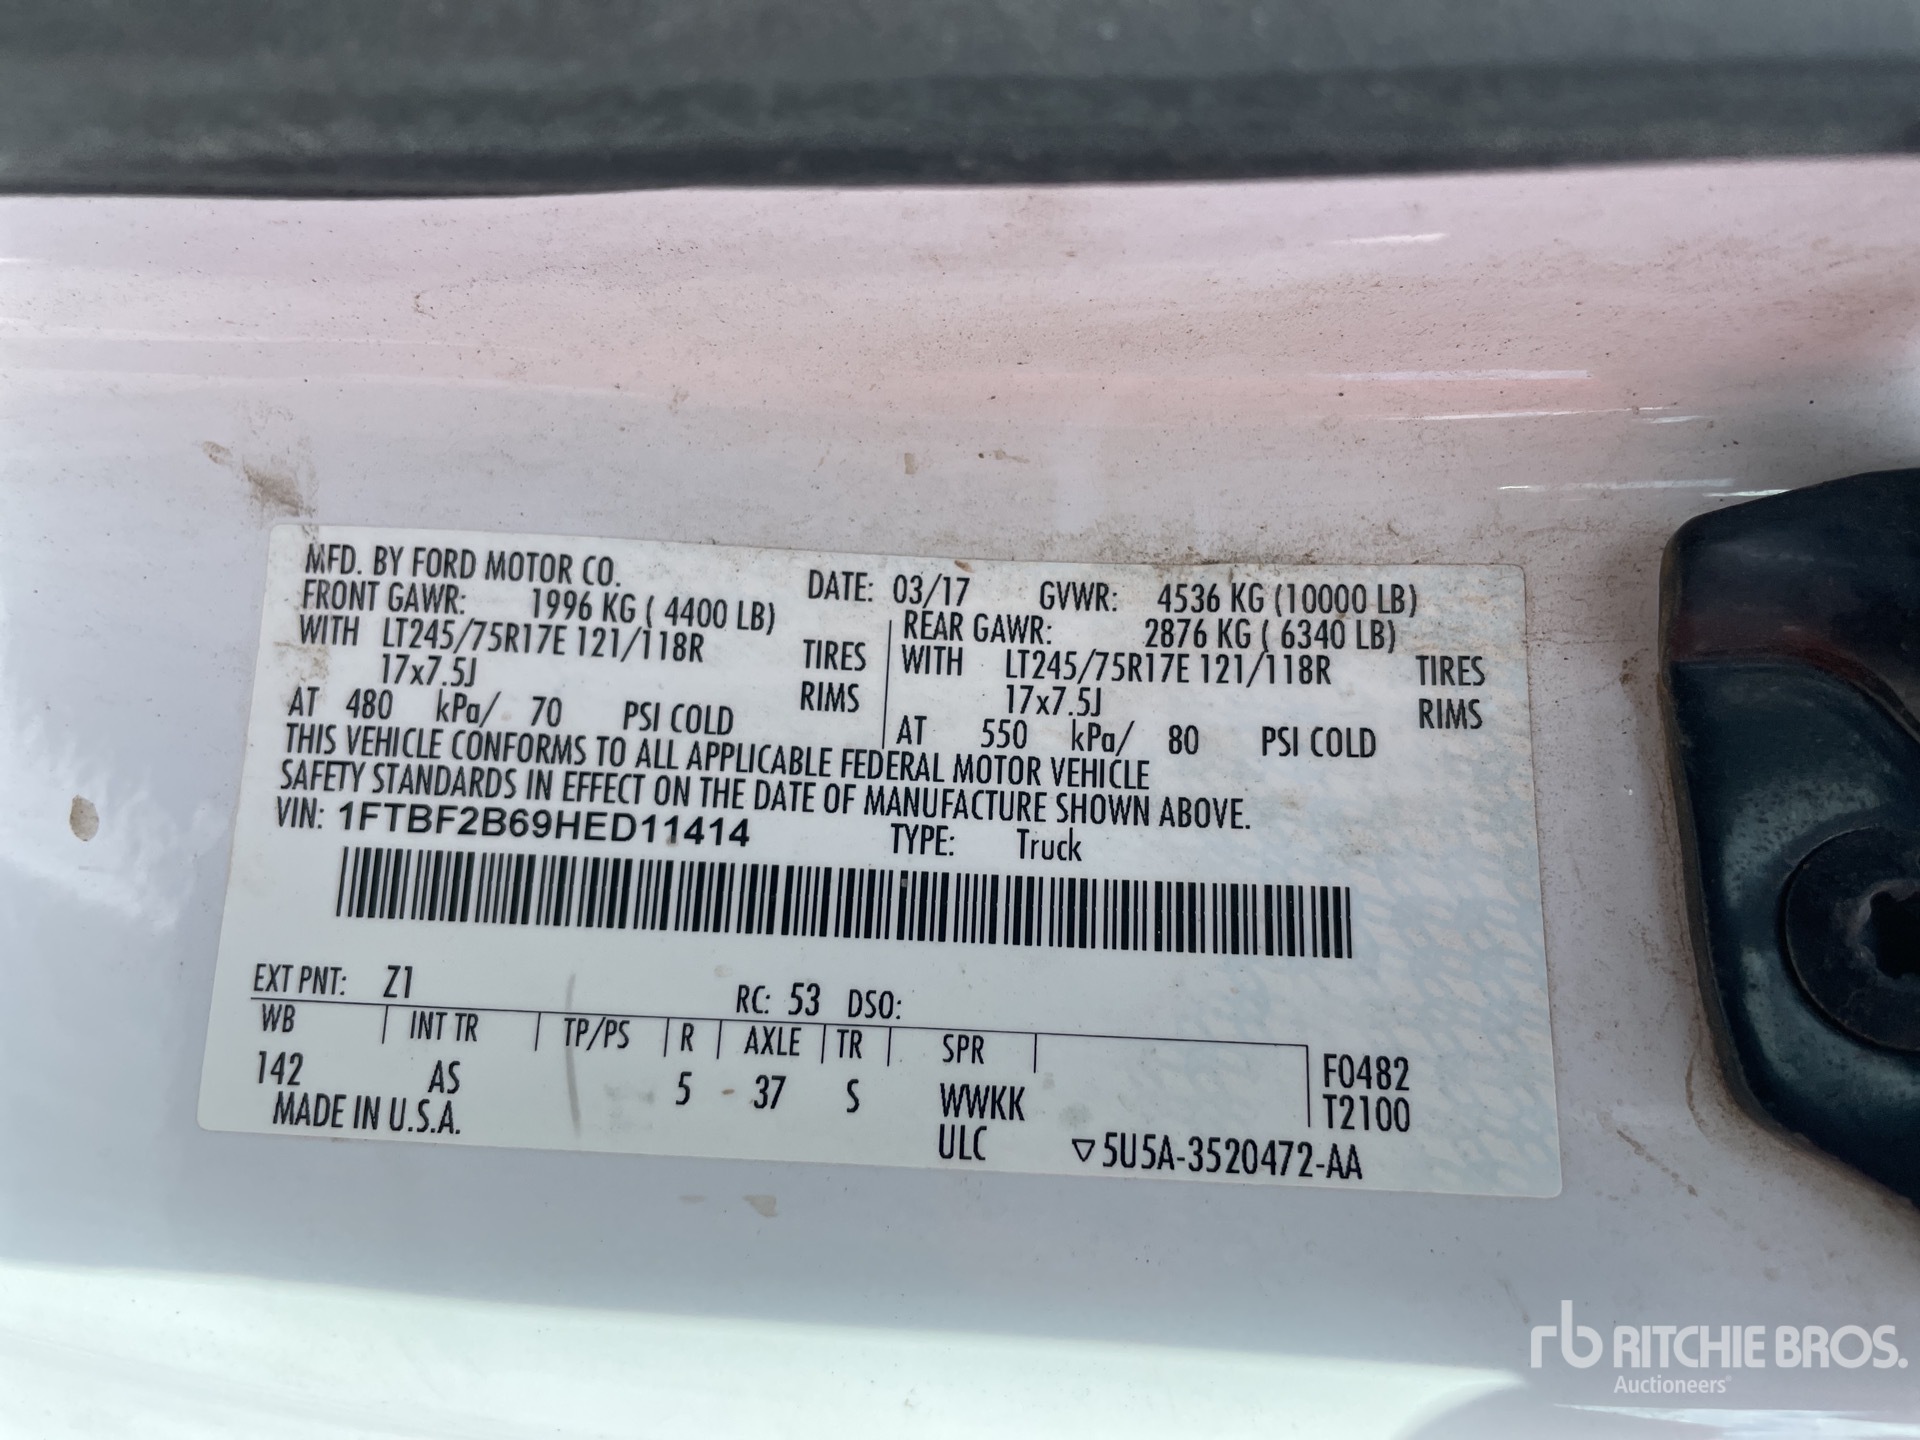 MFD. BY FORD MOTOR CO.
DATE: 03/17 GVWR: 4536 KG (10000 LB)
FRONT GAWR: 1996 KG ( 4400 LB)
WITH LT245/75R17E 121/118R TIRES
17x7.5J RIMS
AT 480 kPa/ 70 PSI COLD
REAR GAWR: 2876 KG ( 6340 LB)
WITH LT245/75R17E 121/118R TIRES
17x7.5J RIMS
AT 550 kPa/ 80 PSI COLD
THIS VEHICLE CONFORMS TO ALL APPLICABLE FEDERAL MOTOR VEHICLE
SAFETY STANDARDS IN EFFECT ON THE DATE OF MANUFACTURE SHOWN ABOVE.
VIN: 1FTBF2B69HED11414 TYPE: Truck
EXT PNT: Z1 RC: 53 DSO:
WB INT TR TP/PS R AXLE TR SPR
142 AS 5 37 S WWKK F0482
T2100
MADE IN U.S.A. ULC ▽5U5A-3520472-AA
rb RITCHIE BROS.
Auctioneers